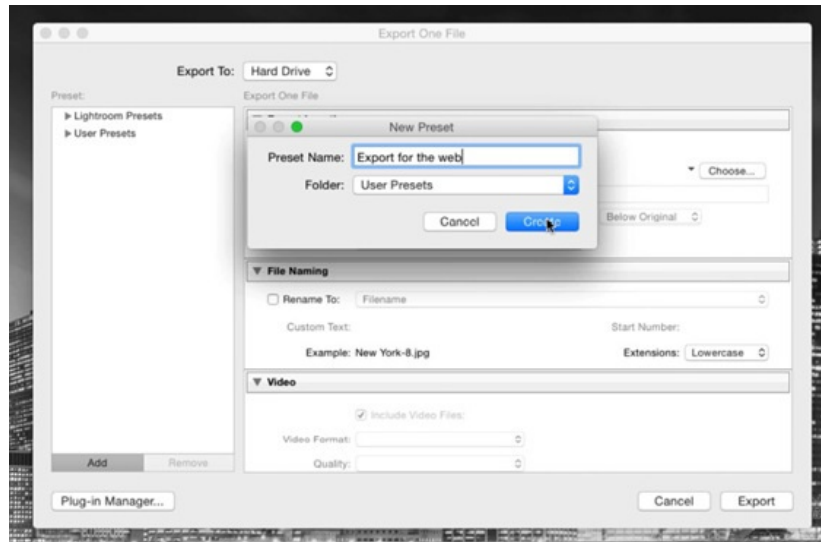 Export One File
Export To: Hard Drive
Preset: Export One File
▶ Lightroom Presets
▶ User Presets
New Preset
Preset Name: Export for the web
Folder: User Presets
Cancel Create
Choose...
Below Original
▼ File Naming
Rename To: Filename
Custom Text: Start Number:
Example: New York-8.jpg Extensions: Lowercase
▼ Video
Include Video Files:
Video Format:
Quality:
Add Remove
Plug-in Manager... Cancel Export